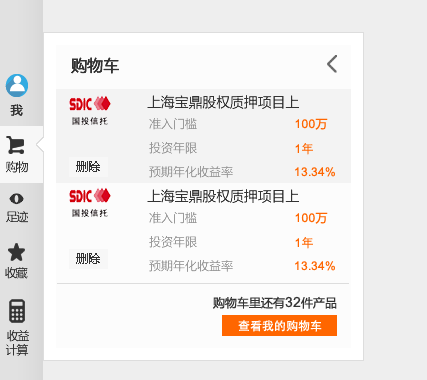 我
购物
足迹
收藏
收益
计算
购物车
SDIC
国投信托
上海宝鼎股权质押项目上
准入门槛 100万
投资年限 1年
删除
预期年化收益率 13.34%
SDIC
国投信托
上海宝鼎股权质押项目上
准入门槛 100万
投资年限 1年
删除
预期年化收益率 13.34%
购物车里还有32件产品
查看我的购物车